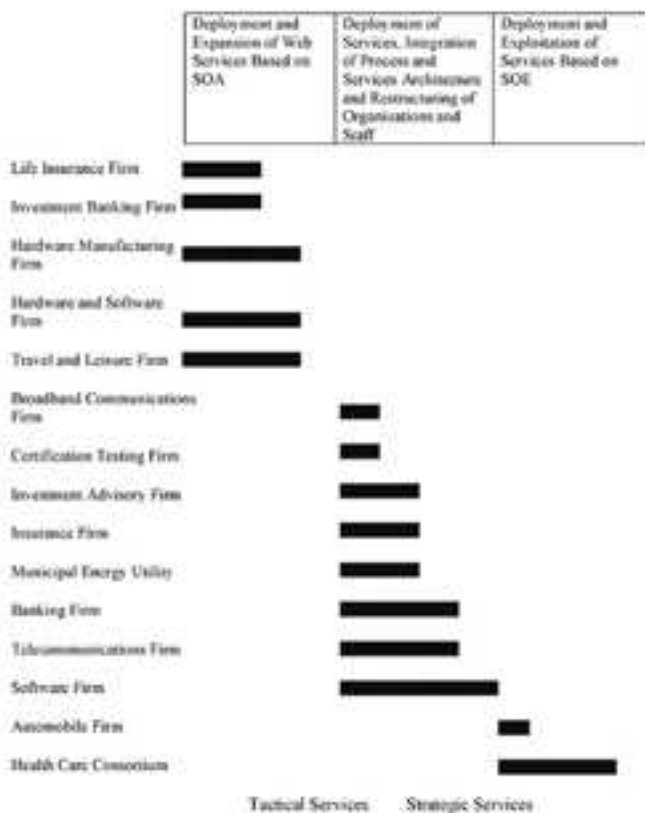 Deployment and
Expansion of Web
Services Based on
SOA
Deployment of
Services, Integration
of Process and
Services Architecture
and Restructuring of
Organizations and
Staff
Deployment and
Exploitation of
Services Based on
SOE
Life Insurance Firm
Investment Banking Firm
Hardware Manufacturing
Firm
Hardware and Software
Firm
Travel and Leisure Firm
Broadband Communications
Firm
Certification Testing Firm
Investment Advisory Firm
Insurance Firm
Municipal Energy Utility
Banking Firm
Telecommunications Firm
Software Firm
Automobile Firm
Health Care Consortium
Tactical Services Strategic Services